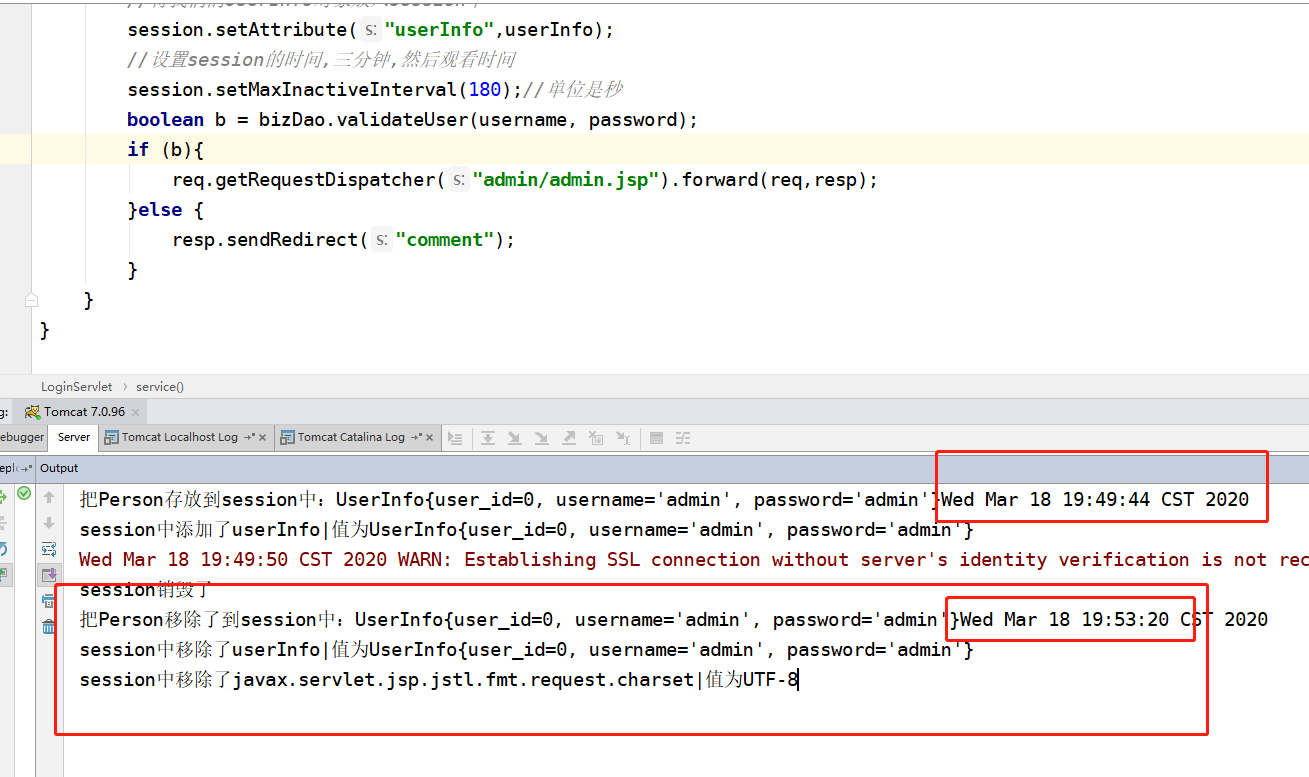 session.setAttribute( s: "userInfo",userInfo);
//设置session的时间,三分钟,然后观看时间
session.setMaxInactiveInterval(180);//单位是秒
boolean b = bizDao.validateUser(username, password);
if (b){
req.getRequestDispatcher( s: "admin/admin.jsp").forward(req,resp);
}else {
resp.sendRedirect( s: "comment");
}
}
}
LoginServlet › service()
g: Tomcat 7.0.96 ×
ebugger Server Tomcat Localhost Log →* × Tomcat Catalina Log →* ×
eplo →* Output
把Person存放到session中：UserInfo{user_id=0, username='admin', password='admin'}Wed Mar 18 19:49:44 CST 2020
session中添加了userInfo|值为UserInfo{user_id=0, username='admin', password='admin'}
Wed Mar 18 19:49:50 CST 2020 WARN: Establishing SSL connection without server's identity verification is not rec
session销毁了
把Person移除了到session中：UserInfo{user_id=0, username='admin', password='admin'}Wed Mar 18 19:53:20 CST 2020
session中移除了userInfo|值为UserInfo{user_id=0, username='admin', password='admin'}
session中移除了javax.servlet.jsp.jstl.fmt.request.charset|值为UTF-8